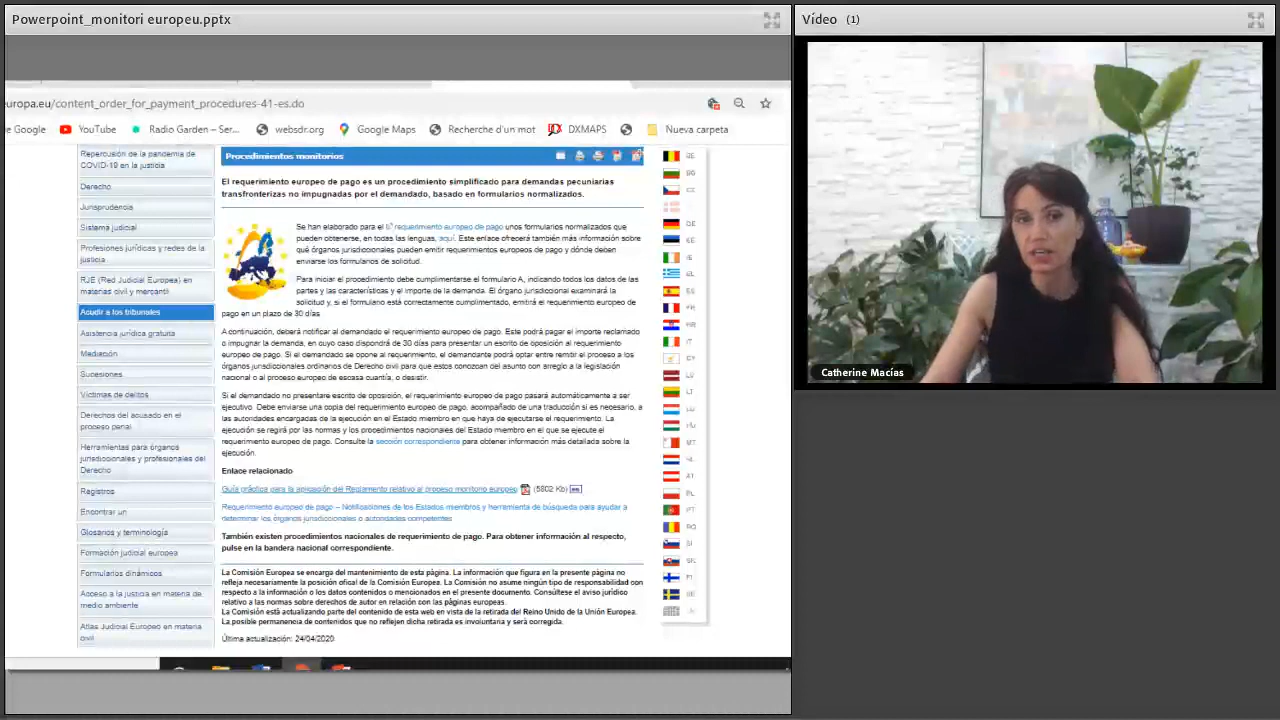 Powerpoint_monitori europeu.pptx
Vídeo (1)
europa.eu/content_order_for_payment_procedures-41-es.do
e Google
YouTube
Radio Garden – Ser...
websdr.org
Google Maps
Recherche d'un mot
DXMAPS
Nueva carpeta
Repercusión de la pandemia de
COVID-19 en la justicia
Derecho
Jurisprudencia
Sistema judicial
Profesiones jurídicas y redes de la
justicia
RJE (Red Judicial Europea) en
materias civil y mercantil
Acudir a los tribunales
Asistencia jurídica gratuita
Mediación
Sucesiones
Víctimas de delitos
Derechos del acusado en el
proceso penal
Herramientas para órganos
jurisdiccionales y profesionales del
Derecho
Registros
Encontrar un
Glosarios y terminología
Formación judicial europea
Formularios dinámicos
Acceso a la justicia en materia de
medio ambiente
Atlas Judicial Europeo en materia
civil
Procedimientos monitorios
El requerimiento europeo de pago es un procedimiento simplificado para demandas pecuniarias
transfronterizas no impugnadas por el demandado, basado en formularios normalizados.
Se han elaborado para el requerimiento europeo de pago unos formularios normalizados que
pueden obtenerse, en todas las lenguas, aquí. Este enlace ofrecerá también más información sobre
qué órganos jurisdiccionales pueden emitir requerimientos europeos de pago y dónde deben
enviarse los formularios de solicitud.
Para iniciar el procedimiento debe cumplimentarse el formulario A, indicando todos los datos de las
partes y las características y el importe de la demanda. El órgano jurisdiccional examinará la
solicitud y, si el formulario está correctamente cumplimentado, emitirá el requerimiento europeo de
pago en un plazo de 30 días
A continuación, deberá notificar al demandado el requerimiento europeo de pago. Este podrá pagar el importe reclamado
o impugnar la demanda, en cuyo caso dispondrá de 30 días para presentar un escrito de oposición al requerimiento
europeo de pago. Si el demandado se opone al requerimiento, el demandante podrá optar entre remitir el proceso a los
órganos jurisdiccionales ordinarios de Derecho civil para que estos conozcan del asunto con arreglo a la legislación
nacional o al proceso europeo de escasa cuantía, o desistir.
Si el demandado no presentare escrito de oposición, el requerimiento europeo de pago pasará automáticamente a ser
ejecutivo. Debe enviarse una copia del requerimiento europeo de pago, acompañado de una traducción si es necesario, a
las autoridades encargadas de la ejecución en el Estado miembro en que haya de ejecutarse el requerimiento. La
ejecución se regirá por las normas y los procedimientos nacionales del Estado miembro en el que se ejecute el
requerimiento europeo de pago. Consulte la sección correspondiente para obtener información más detallada sobre la
ejecución.
Enlace relacionado
Guía práctica para la aplicación del Reglamento relativo al proceso monitorio europeo (5802 Kb) en
Requerimiento europeo de pago – Notificaciones de los Estados miembros y herramienta de búsqueda para ayudar a
determinar los órganos jurisdiccionales o autoridades competentes
También existen procedimientos nacionales de requerimiento de pago. Para obtener información al respecto,
pulse en la bandera nacional correspondiente.
La Comisión Europea se encarga del mantenimiento de esta página. La información que figura en la presente página no
refleja necesariamente la posición oficial de la Comisión Europea. La Comisión no asume ningún tipo de responsabilidad con
respecto a la información o los datos contenidos o mencionados en el presente documento. Consúltese el aviso jurídico
relativo a las normas sobre derechos de autor en relación con las páginas europeas.
La Comisión está actualizando parte del contenido de esta web en vista de la retirada del Reino Unido de la Unión Europea.
La posible permanencia de contenidos que no reflejen dicha retirada es involuntaria y será corregida.
Última actualización: 24/04/2020
BE
BG
CZ
DE
EE
IE
EL
ES
FR
HR
IT
CY
LV
LT
LU
HU
MT
NL
AT
PL
PT
RO
SI
SK
FI
SE
Catherine Macías